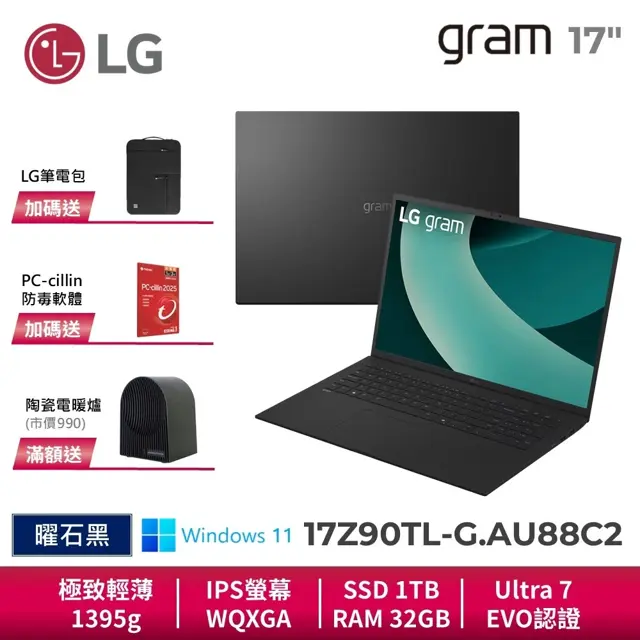 LG
gram 17"
LG筆電包
加碼送
PC-cillin
防毒軟體
加碼送
PC-cillin 2025
陶瓷電暖爐
(市價990)
滿額送
gram
LG gram
曜石黑
Windows 11
17Z90TL-G.AU88C2
極致輕薄
1395g
IPS螢幕
WQXGA
SSD 1TB
RAM 32GB
Ultra 7
EVO認證